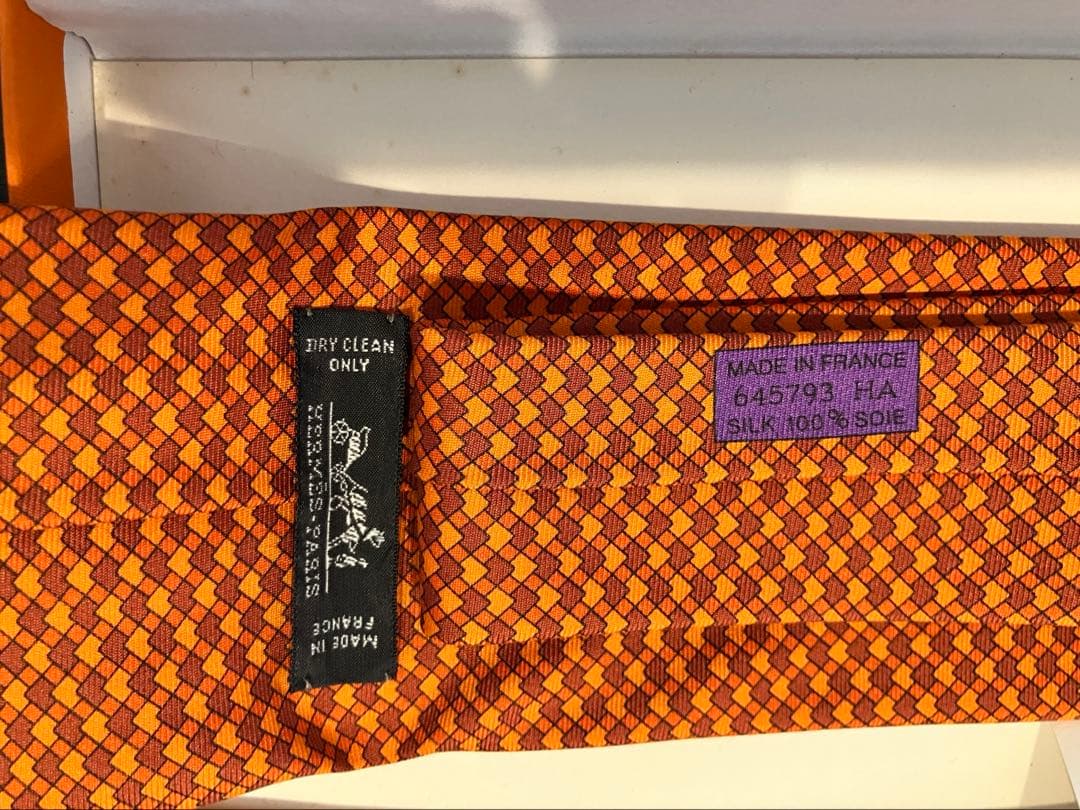 DRY CLEAN
ONLY
HERMÈS-PARIS
MADE IN
FRANCE
MADE IN FRANCE
645793 HA
SILK 100% SOIE